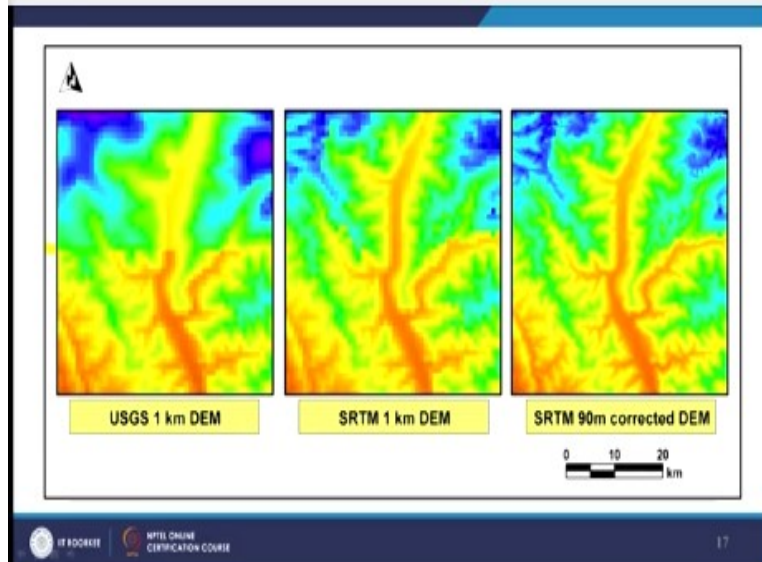 USGS 1 km DEM
SRTM 1 km DEM
SRTM 90m corrected DEM
0 10 20
km
IIT ROORKEE
NPTEL ONLINE
CERTIFICATION COURSE
17